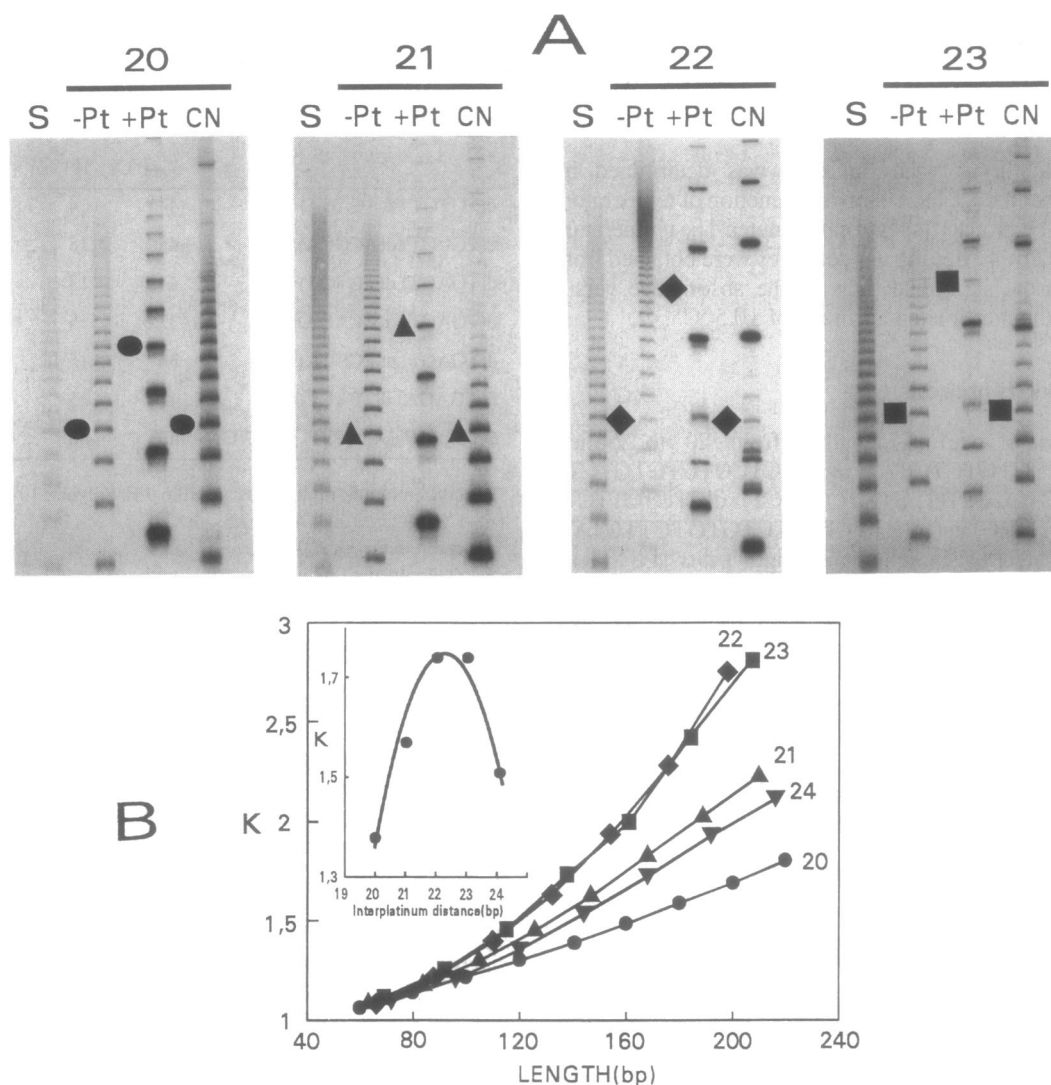 A
20 21 22 23
S -Pt +Pt CN S -Pt +Pt CN S -Pt +Pt CN S -Pt +Pt CN
B
K
3
2,5
2
1,5
1
40 80 120 160 200 240
LENGTH(bp)
22
23
21
24
20
K
1,7
1,5
1,3
19 20 21 22 23 24
Interplatinum distance(bp)